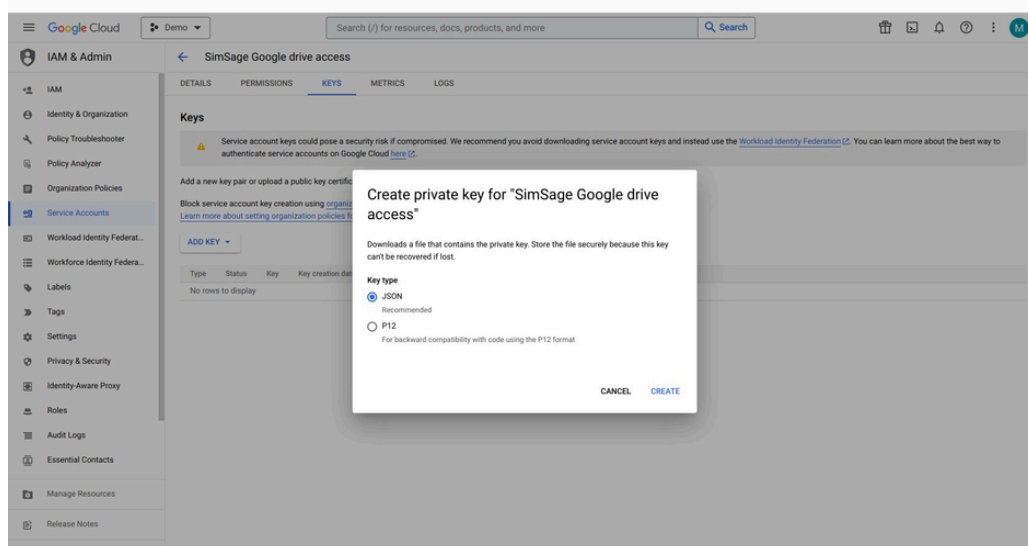 Google Cloud
Demo
Search (/) for resources, docs, products, and more
Search
M
IAM & Admin
IAM
Identity & Organization
Policy Troubleshooter
Policy Analyzer
Organization Policies
Service Accounts
Workload Identity Federat...
Workforce Identity Federa...
Labels
Tags
Settings
Privacy & Security
Identity-Aware Proxy
Roles
Audit Logs
Essential Contacts
Manage Resources
Release Notes
SimSage Google drive access
DETAILS PERMISSIONS KEYS METRICS LOGS
Keys
Service account keys could pose a security risk if compromised. We recommend you avoid downloading service account keys and instead use the Workload Identity Federation. You can learn more about the best way to
authenticate service accounts on Google Cloud here.
Add a new key pair or upload a public key certific
Block service account key creation using organiz
Learn more about setting organization policies fo
ADD KEY
Type Status Key Key creation dat
No rows to display
Create private key for "SimSage Google drive
access"
Downloads a file that contains the private key. Store the file securely because this key
can't be recovered if lost.
Key type
JSON
Recommended
P12
For backward compatibility with code using the P12 format
CANCEL CREATE